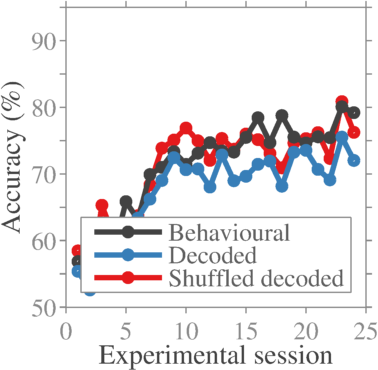 90
80
70
60
50
Accuracy (%)
Behavioural
Decoded
Shuffled decoded
0 5 10 15 20 25
Experimental session